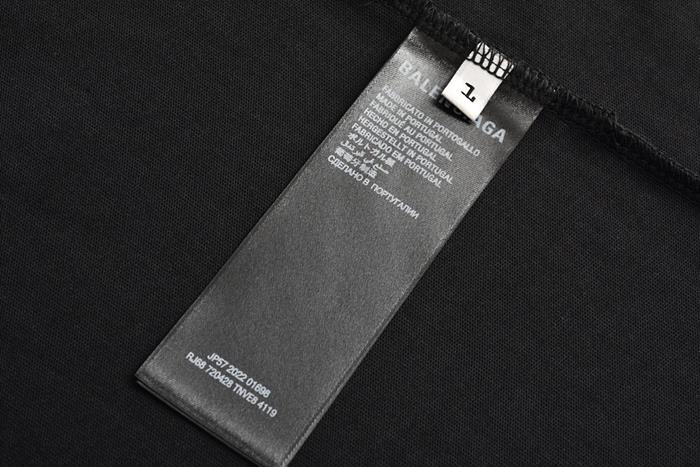 BALENCIAGA
1
FABBRICATO IN PORTOGALLO
MADE IN PORTUGAL
FABRIQUÉ AU PORTUGAL
HECHO EN PORTUGAL
HERGESTELLT IN PORTUGAL
FABRICADO EM PORTUGAL
ポルトガル製
葡萄分制造
СДЕЛАНО В ПОРТУГАЛИИ
JP57 2022 01698
RJ68 720428 TNVE8 4119